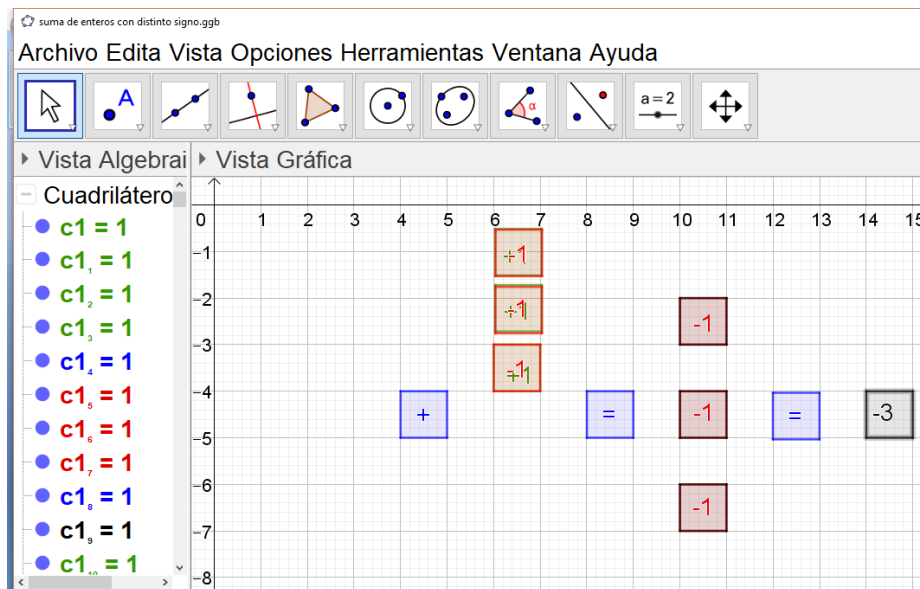 suma de enteros con distinto signo.ggb
Archivo Edita Vista Opciones Herramientas Ventana Ayuda
A
α
a = 2
Vista Algebrai
Vista Gráfica
Cuadrilátero
c1 = 1
c1₁ = 1
c1₂ = 1
c1₃ = 1
c1₄ = 1
c1₅ = 1
c1₆ = 1
c1₇ = 1
c1₈ = 1
c1₉ = 1
c1₁₀ = 1
0 1 2 3 4 5 6 7 8 9 10 11 12 13 14 15
−1
−2
−3
−4
−5
−6
−7
−8
-1
+ = -1 = -3
-1